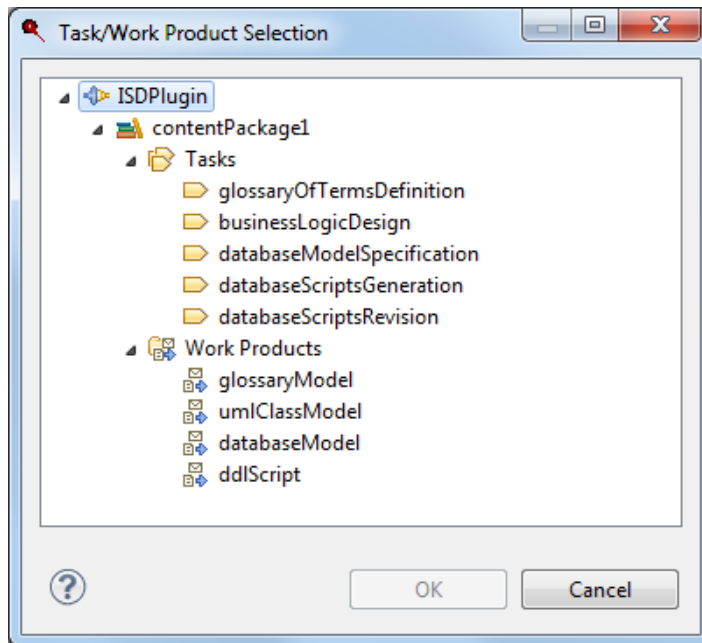 Task/Work Product Selection
ISDPlugin
contentPackage1
Tasks
glossaryOfTermsDefinition
businessLogicDesign
databaseModelSpecification
databaseScriptsGeneration
databaseScriptsRevision
Work Products
glossaryModel
umlClassModel
databaseModel
ddlScript
?
OK
Cancel